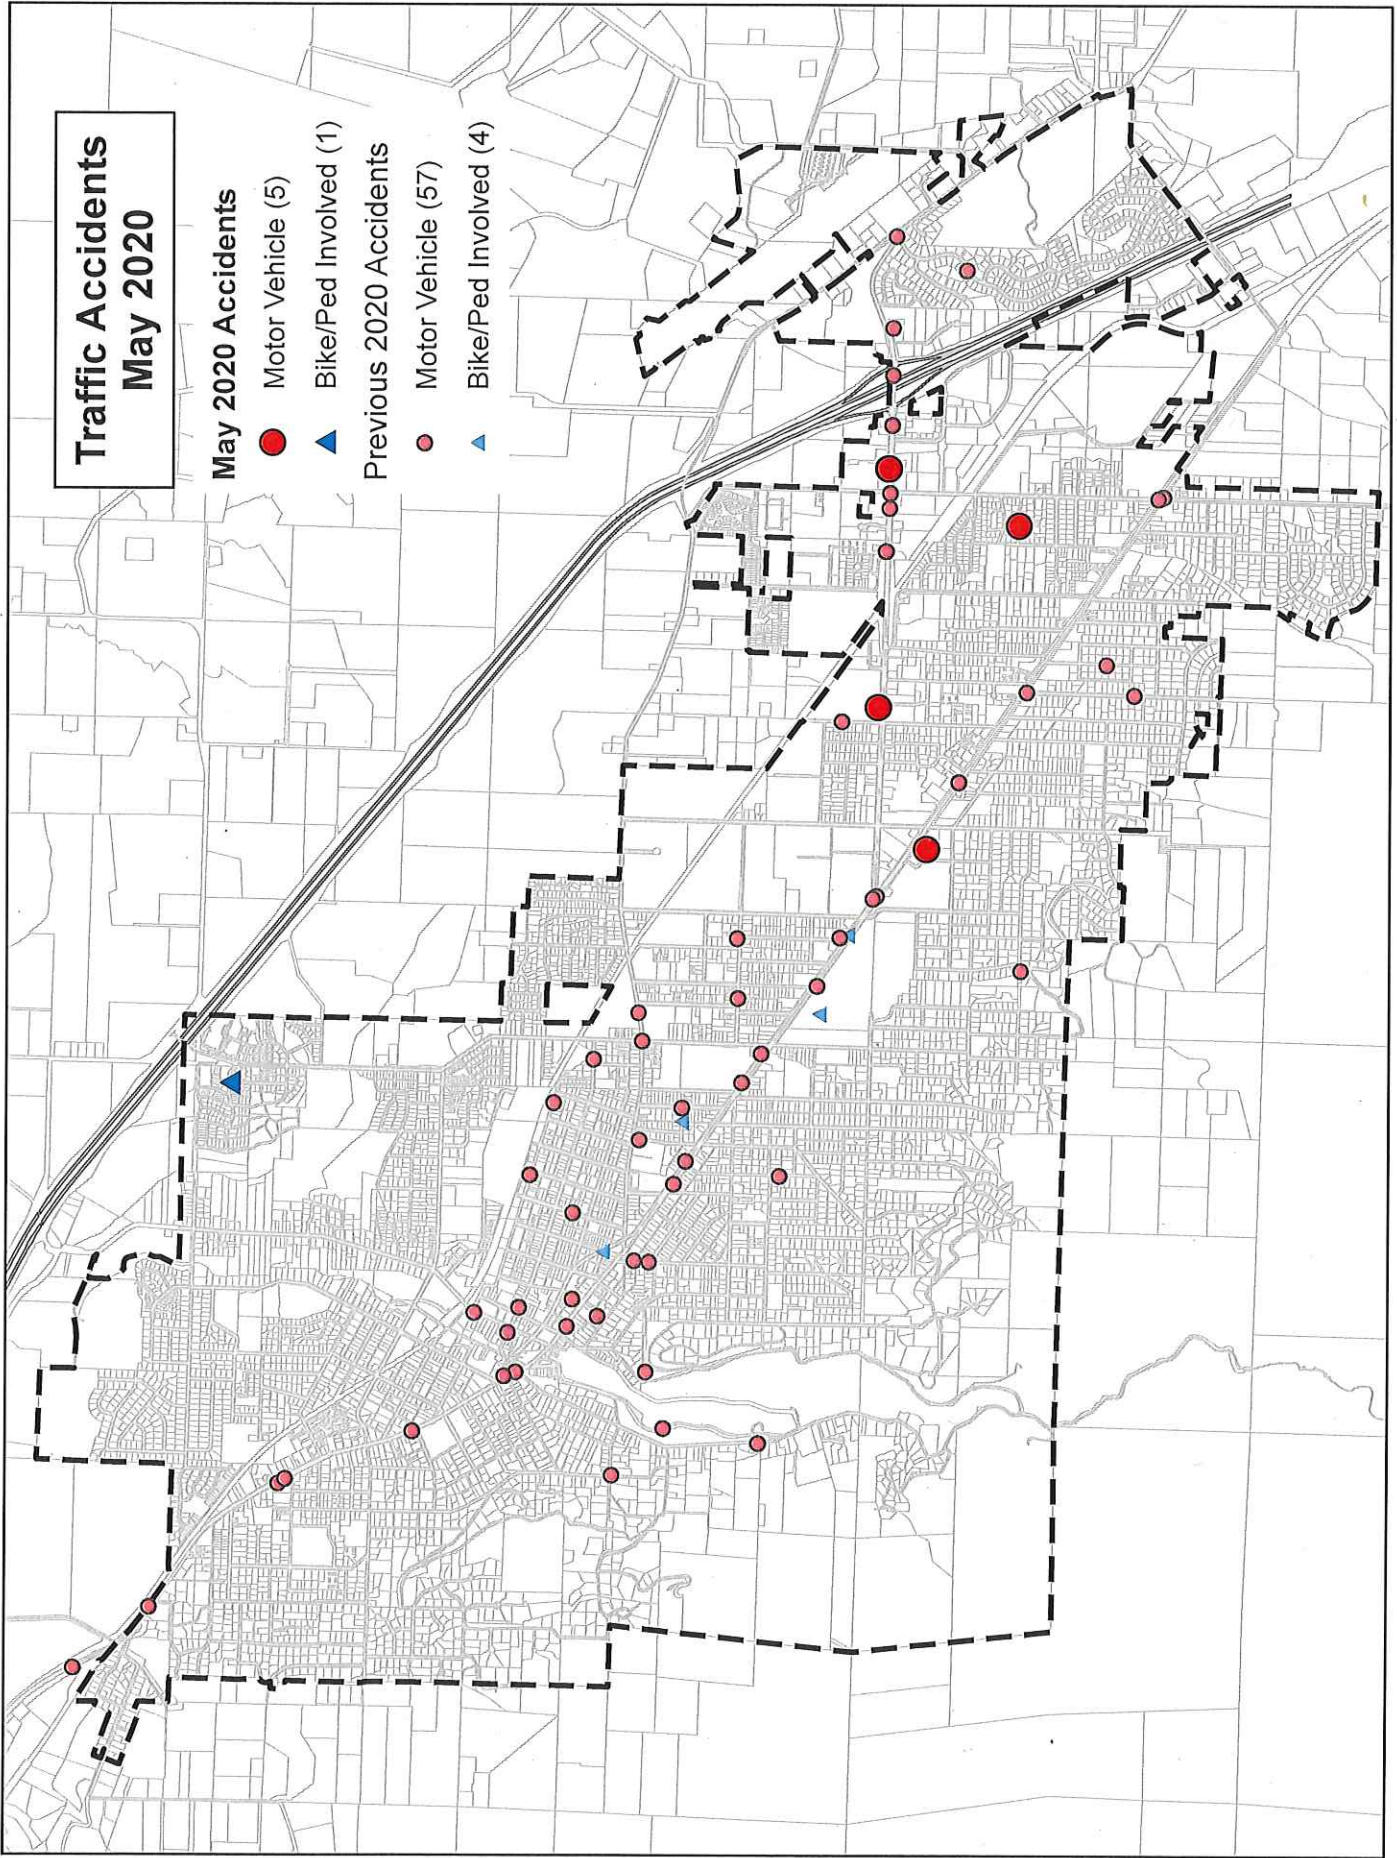 Traffic Accidents
May 2020
May 2020 Accidents
Motor Vehicle (5)
Bike/Ped Involved (1)
Previous 2020 Accidents
Motor Vehicle (57)
Bike/Ped Involved (4)